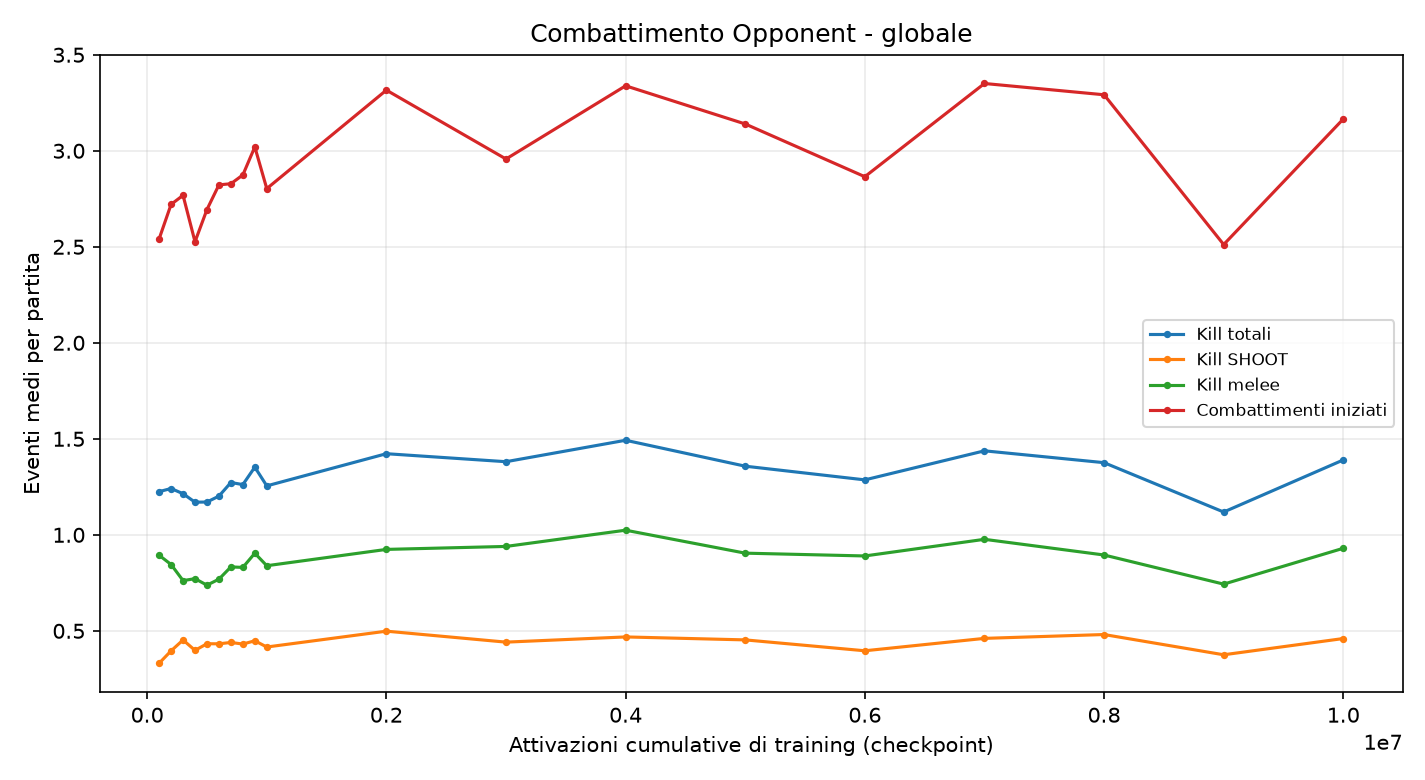 Combattimento Opponent - globale
Eventi medi per partita
3.5
3.0
2.5
2.0
1.5
1.0
0.5
Kill totali
Kill SHOOT
Kill melee
Combattimenti iniziati
0.0 0.2 0.4 0.6 0.8 1.0
1e7
Attivazioni cumulative di training (checkpoint)